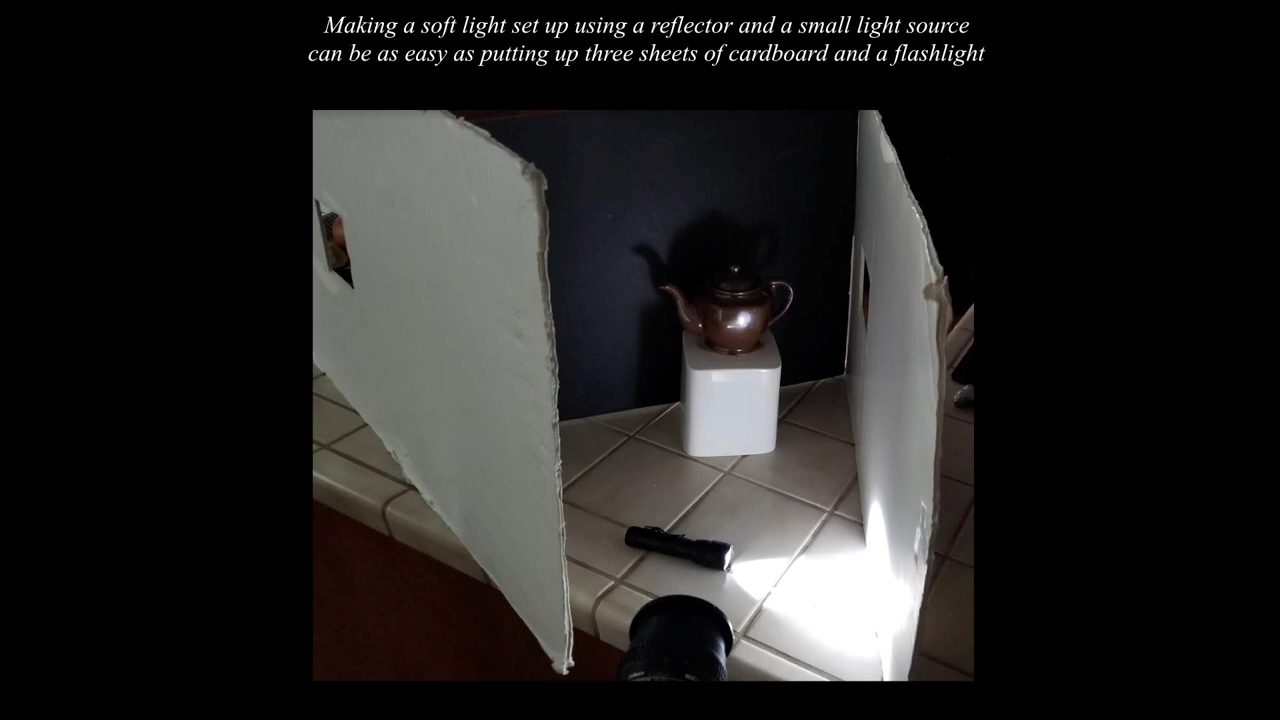 Making a soft light set up using a reflector and a small light source
can be as easy as putting up three sheets of cardboard and a flashlight